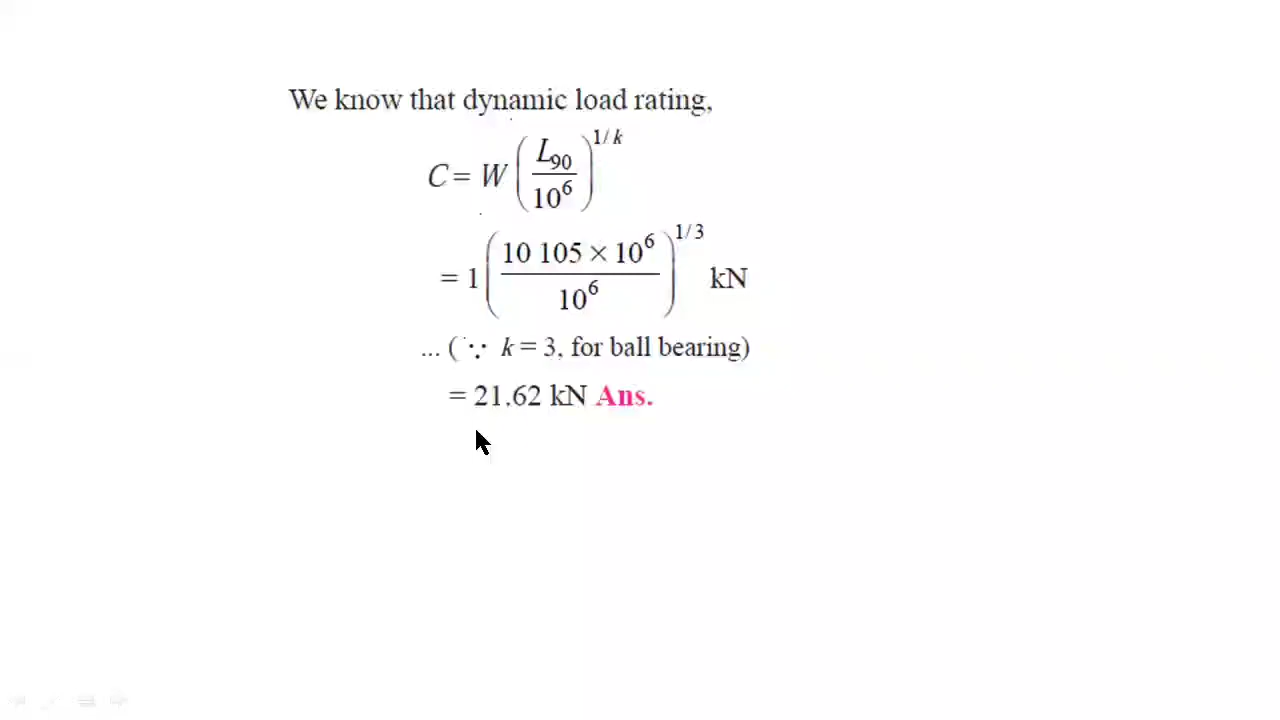 We know that dynamic load rating,
C = W (L90/10^6)^1/k
= 1 (10 105 × 10^6/10^6)^1/3 kN
... (∵ k = 3, for ball bearing)
= 21.62 kN Ans.